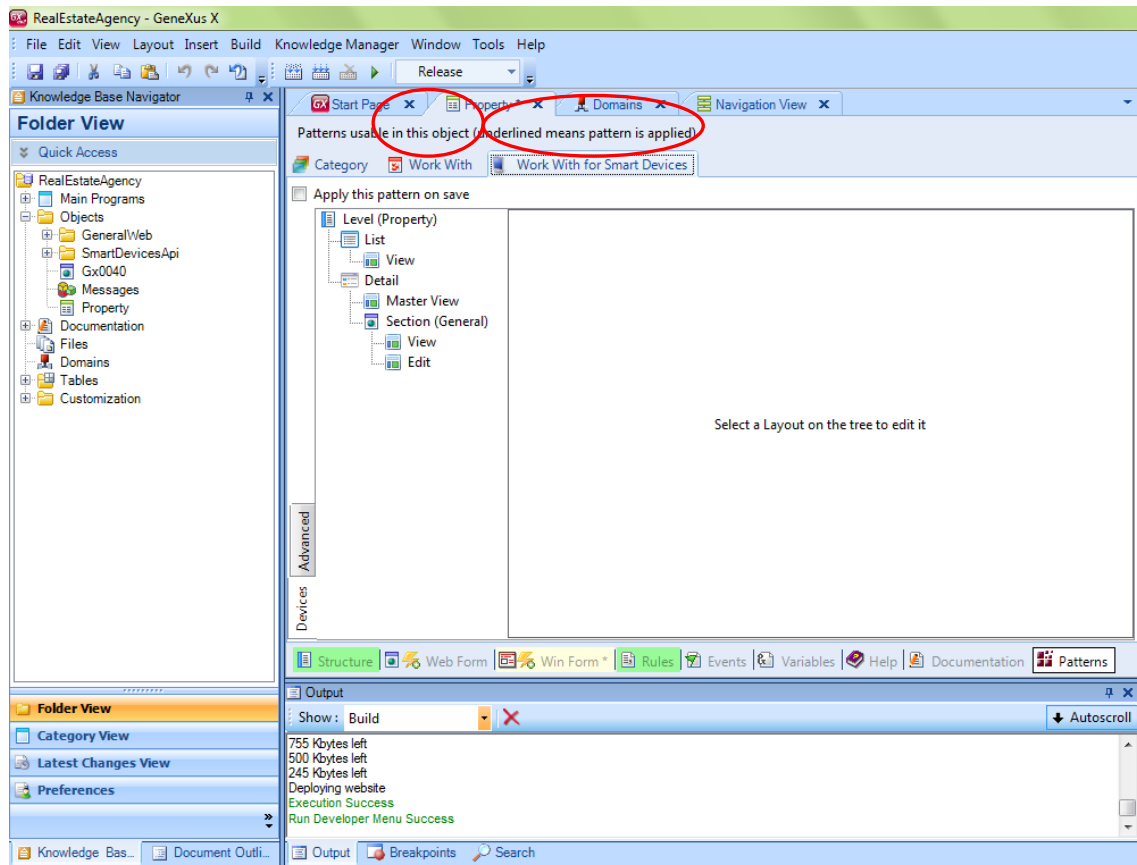 RealEstateAgency - GeneXus X
File Edit View Layout Insert Build Knowledge Manager Window Tools Help
Release
Knowledge Base Navigator
Folder View
Quick Access
RealEstateAgency
Main Programs
Objects
GeneralWeb
SmartDevicesApi
Gx0040
Messages
Property
Documentation
Files
Domains
Tables
Customization
Folder View
Category View
Latest Changes View
Preferences
Knowledge Bas...
Document Outli...
Start Page
Property *
Domains
Navigation View
Patterns usable in this object (underlined means pattern is applied)
Category
Work With
Work With for Smart Devices
Apply this pattern on save
Level (Property)
List
View
Detail
Master View
Section (General)
View
Edit
Select a Layout on the tree to edit it
Advanced
Devices
Structure
Web Form
Win Form *
Rules
Events
Variables
Help
Documentation
Patterns
Output
Show: Build
Autoscroll
755 Kbytes left
500 Kbytes left
245 Kbytes left
Deploying website
Execution Success
Run Developer Menu Success
Output
Breakpoints
Search